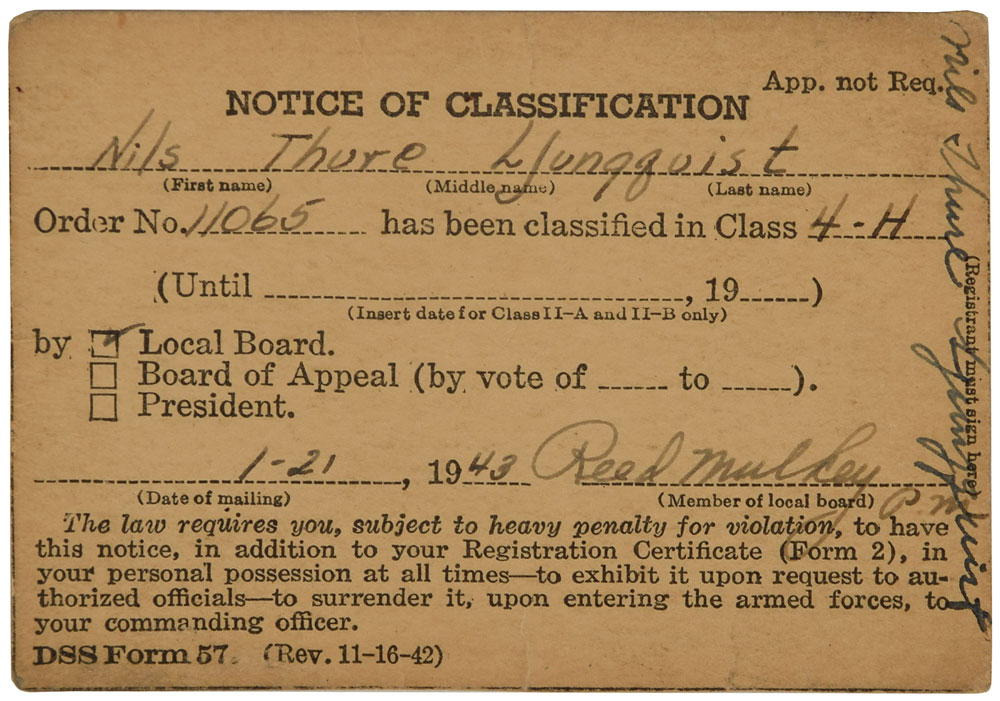 App. not Req.
NOTICE OF CLASSIFICATION
Nils Thure Ljungquist
(First name) (Middle name) (Last name)
Order No. 11065 has been classified in Class 4-H
(Until , 19 )
(Insert date for Class II-A and II-B only)
by Local Board.
Board of Appeal (by vote of to ).
President.
1-21, 1943 Reed Mulkey
(Date of mailing) (Member of local board)
The law requires you, subject to heavy penalty for violation, to have
this notice, in addition to your Registration Certificate (Form 2), in
your personal possession at all times—to exhibit it upon request to au-
thorized officials—to surrender it, upon entering the armed forces, to
your commanding officer.
DSS Form 57. (Rev. 11-16-42)
Nils Thure Ljungquist
(Registrant must sign here)